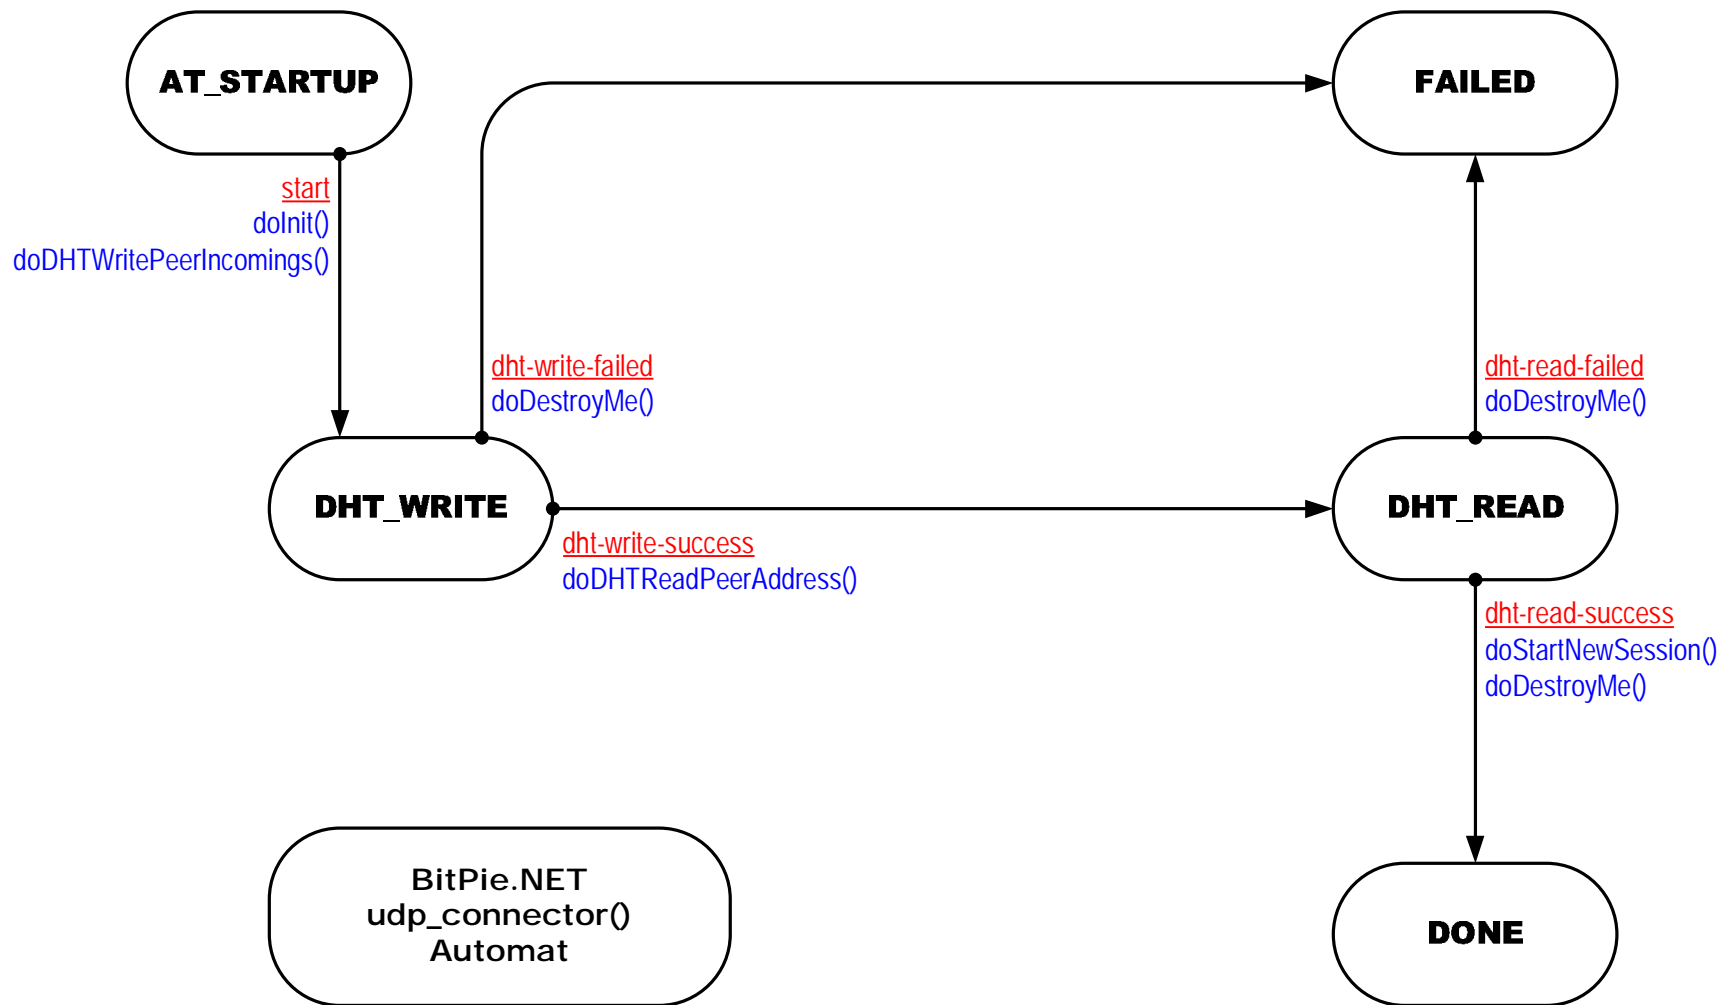 AT_STARTUP
FAILED
start
doInit()
doDHTWritePeerIncomings()
dht-write-failed
doDestroyMe()
dht-read-failed
doDestroyMe()
DHT_WRITE
DHT_READ
dht-write-success
doDHTReadPeerAddress()
dht-read-success
doStartNewSession()
doDestroyMe()
BitPie.NET
udp_connector()
Automat
DONE